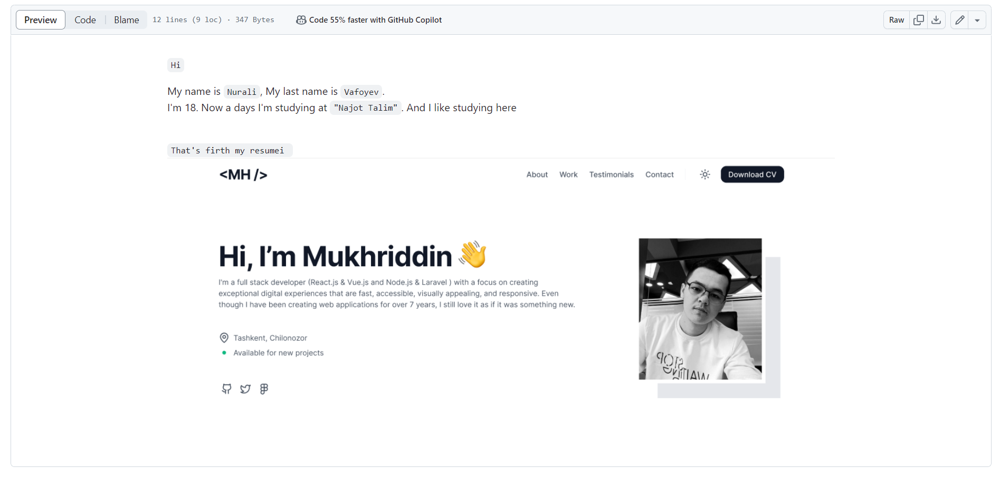 Preview Code Blame 12 lines (9 loc) · 347 Bytes Code 55% faster with GitHub Copilot Raw
Hi
My name is Nurali, My last name is Vafoyev.
I'm 18. Now a days I'm studying at "Najot Talim". And I like studying here
That's firth my resumei
<MH /> About Work Testimonials Contact Download CV
Hi, I’m Mukhriddin 👋
I'm a full stack developer (React.js & Vue.js and Node.js & Laravel ) with a focus on creating
exceptional digital experiences that are fast, accessible, visually appealing, and responsive. Even
though I have been creating web applications for over 7 years, I still love it as if it was something new.
Tashkent, Chilonozor
Available for new projects
STOP
WAITING